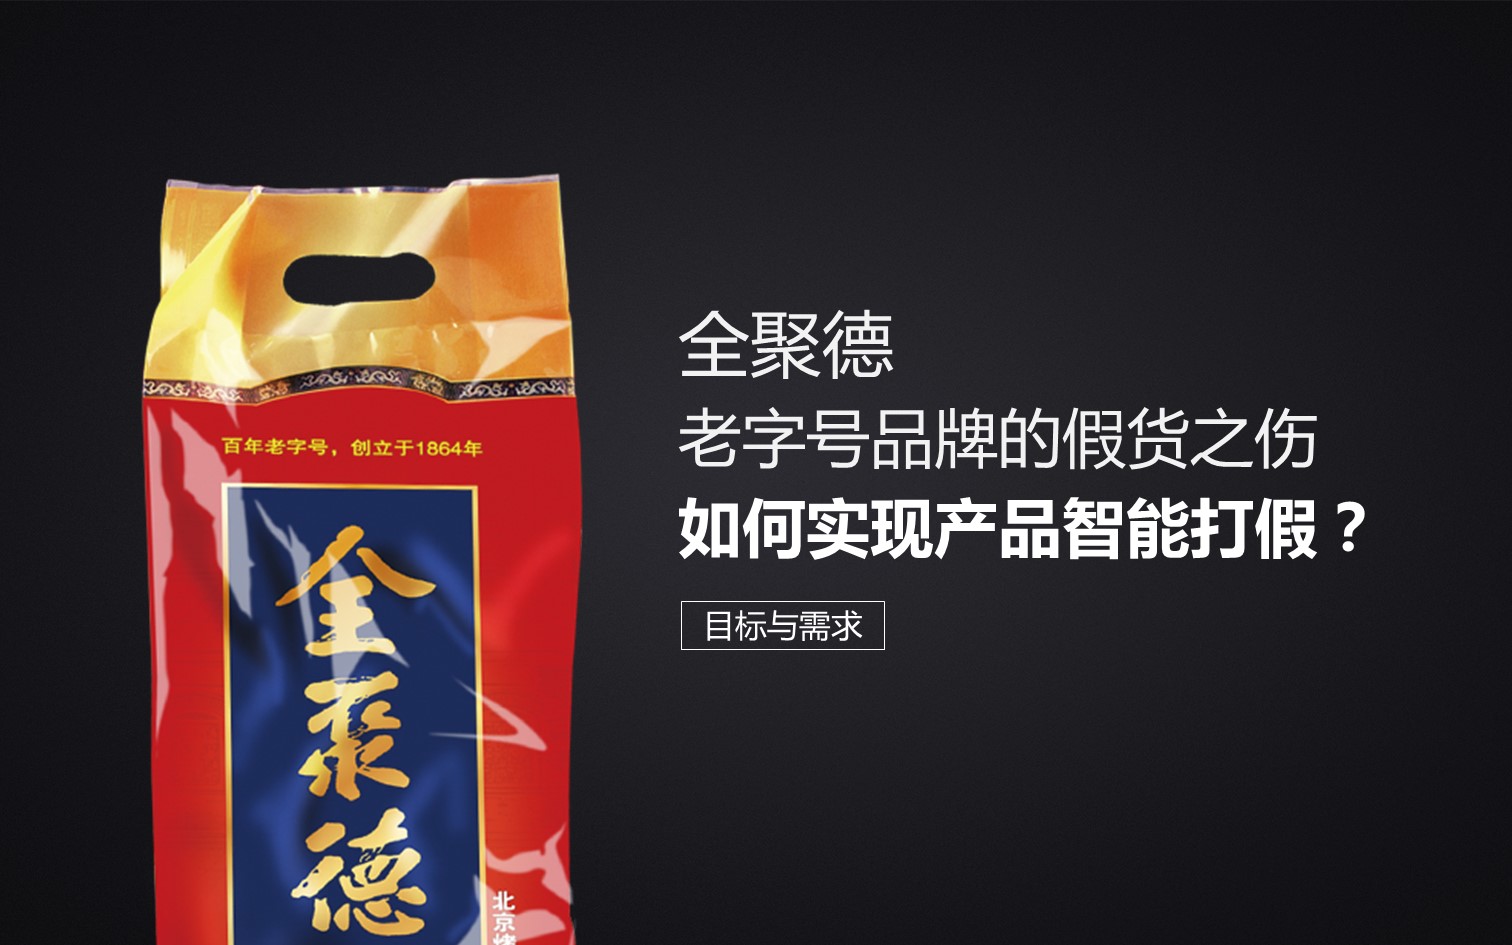 全聚德
老字号品牌的假货之伤
如何实现产品智能打假？
目标与需求
百年老字号，创立于1864年
全聚德
北京